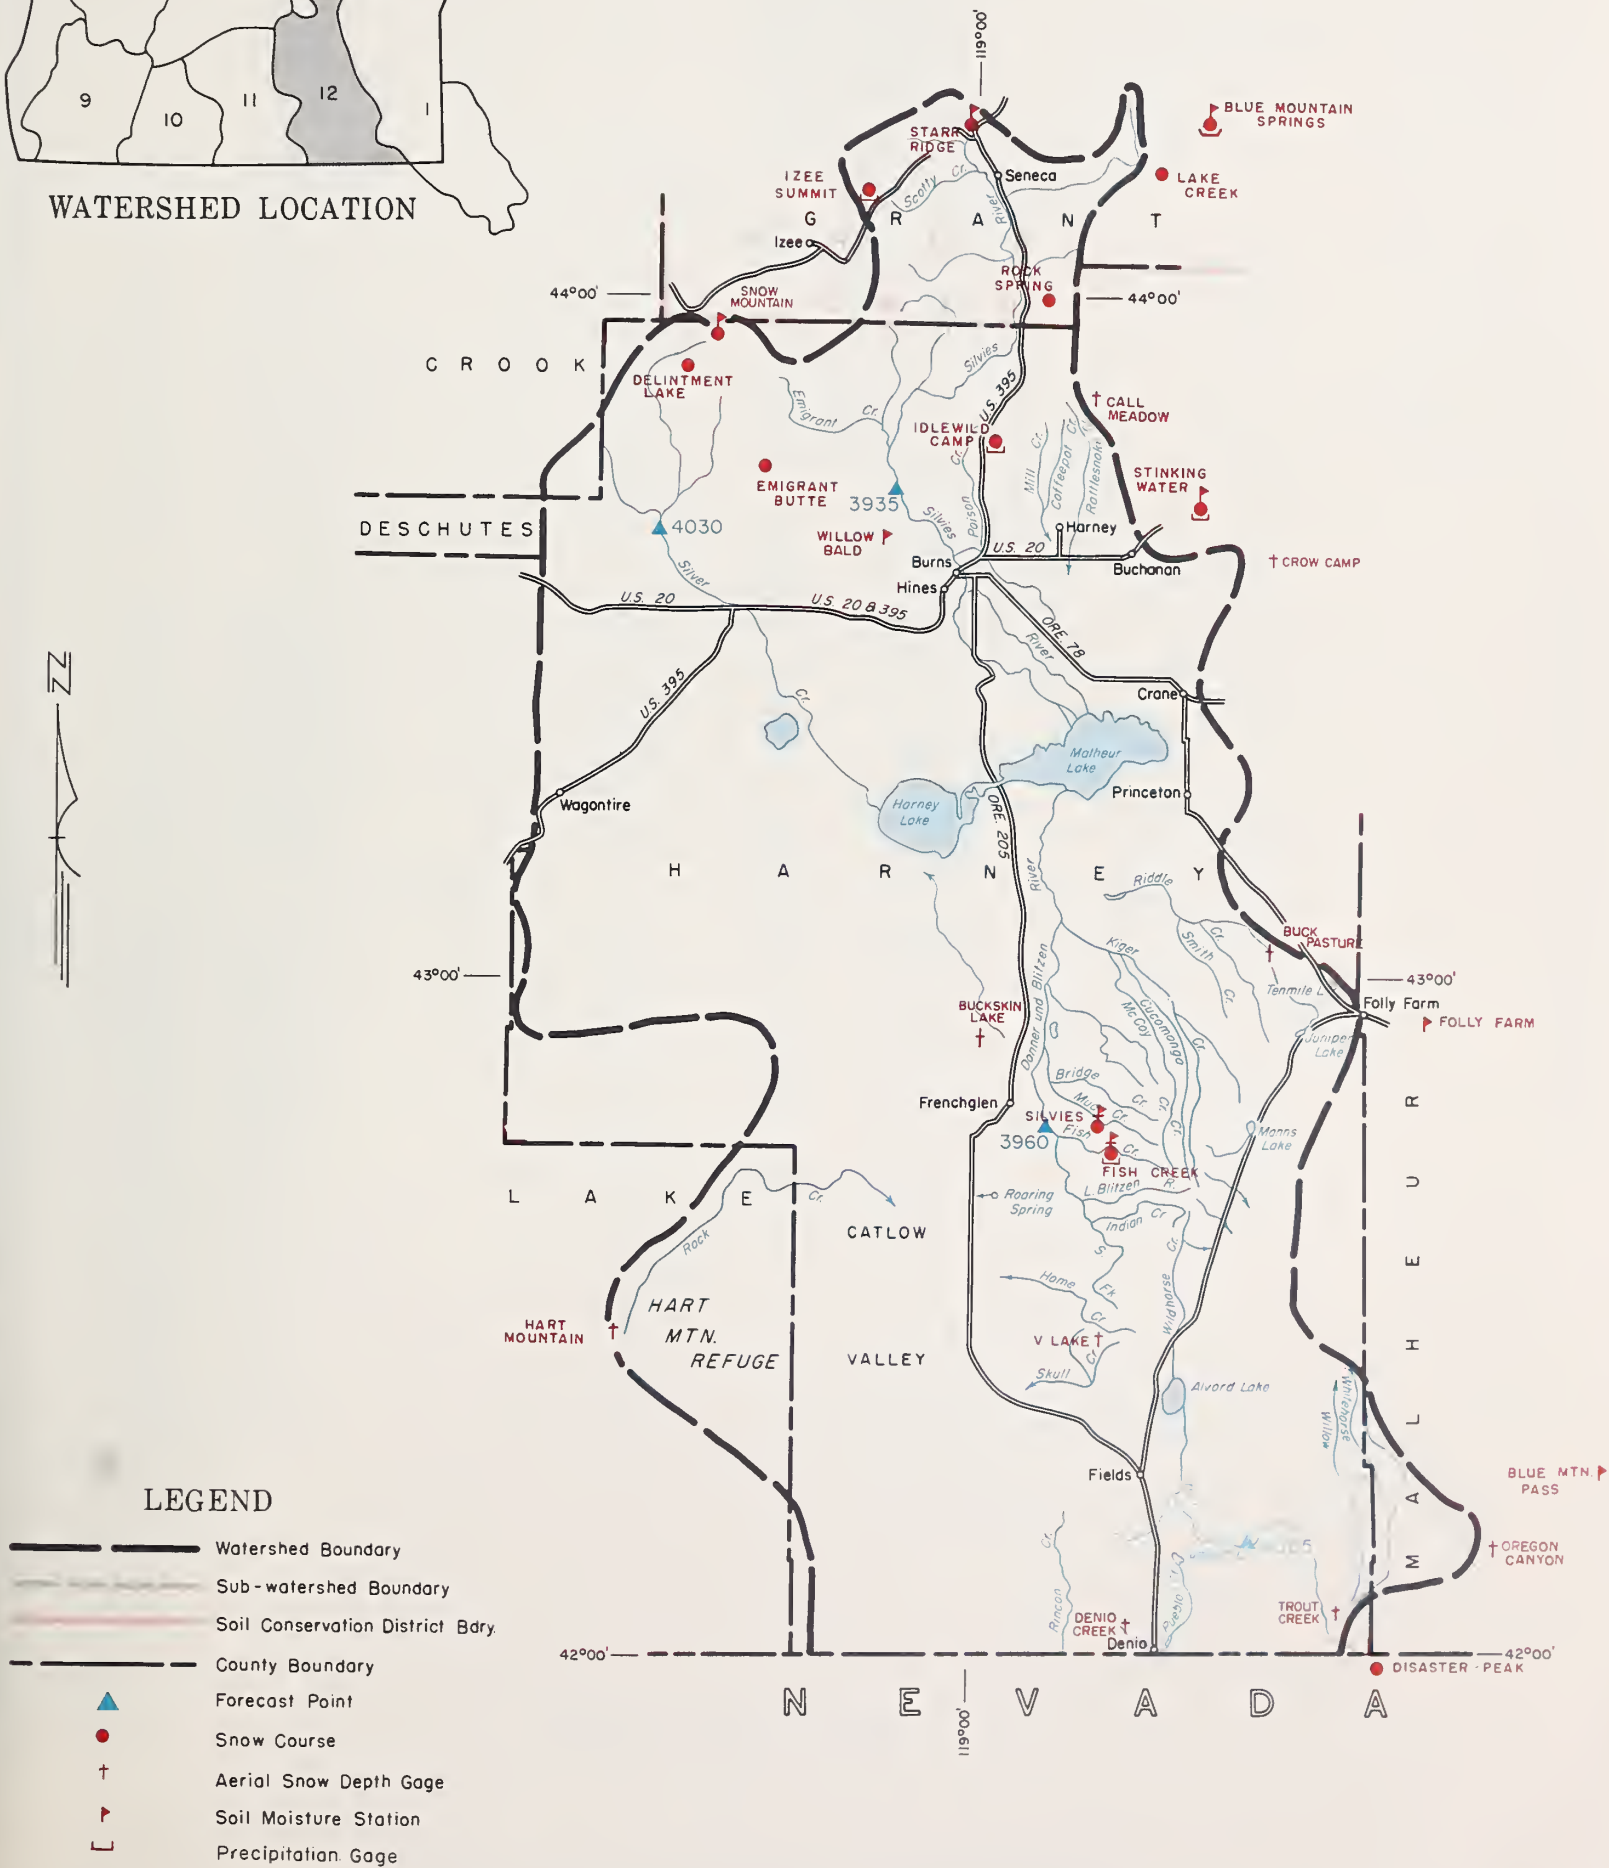 9
10
11
12
1
WATERSHED LOCATION
119°00'
BLUE MOUNTAIN
SPRINGS
STARR
RIDGE
Seneca
IZEE
SUMMIT
Scotty Cr.
LAKE
CREEK
River
G R A N T
Izee
ROCK
SPRING
44°00'
44°00'
SNOW
MOUNTAIN
C R O O K
DELINTMENT
LAKE
Silvies
U.S. 395
Emigrant Cr.
CALL
MEADOW
IDLEWILD
CAMP
Cr.
Mill Cr.
Coffeepot Cr.
Rattlesnake
EMIGRANT
BUTTE
STINKING
WATER
3935
Poison
DESCHUTES
4030
WILLOW
BALD
Silvies
Harney
U.S. 20
Burns
Buchanan
CROW CAMP
Silver
Hines
U.S. 20
U.S. 20 & 395
ORE. 78
River
N
U.S. 395
Cr.
Crane
Malheur
Lake
Wagontire
Harney
Lake
ORE. 205
Princeton
H A R N E Y
River
Riddle
Cr.
Smith
Cr.
BUCK
PASTURE
Kiger
43°00'
43°00'
Donner und Blitzen
Tenmile L.
Folly Farm
BUCKSKIN
LAKE
Cucomonga
McCoy
Cr.
FOLLY FARM
Juniper
Lake
Bridge
Cr.
Cr.
Frenchglen
SILVIES
Mud Cr.
3960
Fish Cr.
Cr.
Manns
Lake
FISH CREEK
L A K E
Cr.
L. Blitzen R.
Roaring
Spring
Indian Cr
CATLOW
Rock
S.
Fk
Cr.
Home
Cr.
Wildhorse
HART
MTN.
REFUGE
HART
MOUNTAIN
V LAKE
VALLEY
Skull
Cr.
Alvord Lake
Whitehorse
Willow
M A L H E U R
Fields
BLUE MTN.
PASS
LEGEND
Watershed Boundary
Sub-watershed Boundary
Soil Conservation District Bdry.
County Boundary
Forecast Point
Snow Course
Aerial Snow Depth Gage
Soil Moisture Station
Precipitation Gage
OREGON
CANYON
Rincon
Cr.
DENIO
CREEK
TROUT
CREEK
Denio
42°00'
42°00'
DISASTER PEAK
N E V A D A
119°00'